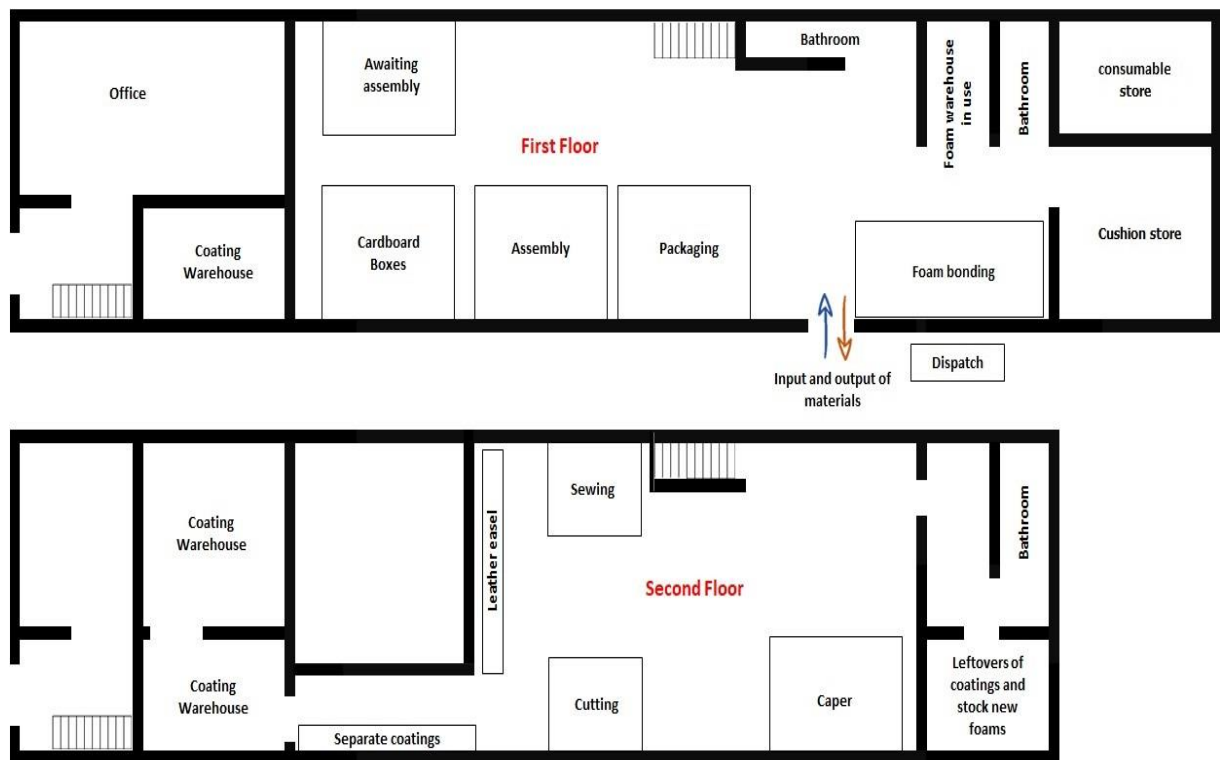 Office
Awaiting
assembly
Bathroom
Foam warehouse
in use
Bathroom
consumable
store
First Floor
Coating
Warehouse
Cardboard
Boxes
Assembly
Packaging
Foam bonding
Cushion store
Input and output of
materials
Dispatch
Coating
Warehouse
Leather easel
Sewing
Bathroom
Second Floor
Coating
Warehouse
Separate coatings
Cutting
Caper
Leftovers of
coatings and
stock new
foams